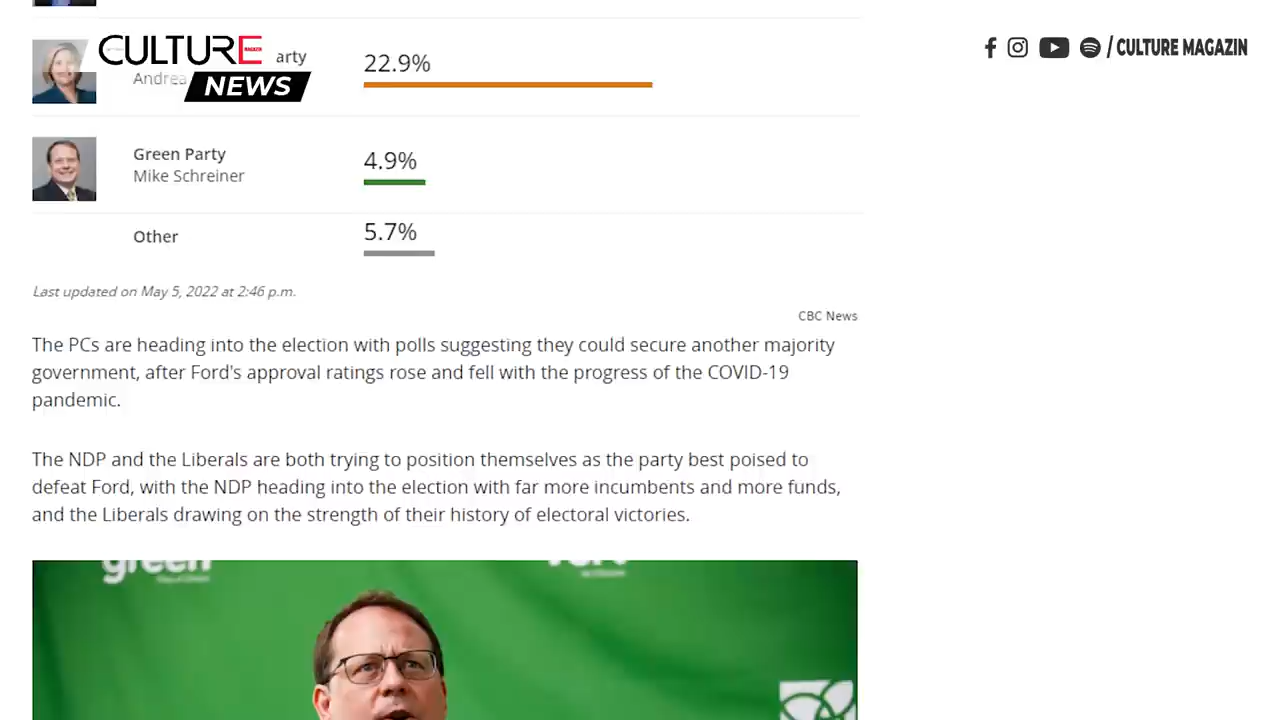 CULTURE
MAGAZIN
NEWS
/ CULTURE MAGAZIN
arty
Andrea
22.9%
Green Party
Mike Schreiner
4.9%
Other
5.7%
Last updated on May 5, 2022 at 2:46 p.m.
CBC News
The PCs are heading into the election with polls suggesting they could secure another majority
government, after Ford's approval ratings rose and fell with the progress of the COVID-19
pandemic.
The NDP and the Liberals are both trying to position themselves as the party best poised to
defeat Ford, with the NDP heading into the election with far more incumbents and more funds,
and the Liberals drawing on the strength of their history of electoral victories.
green